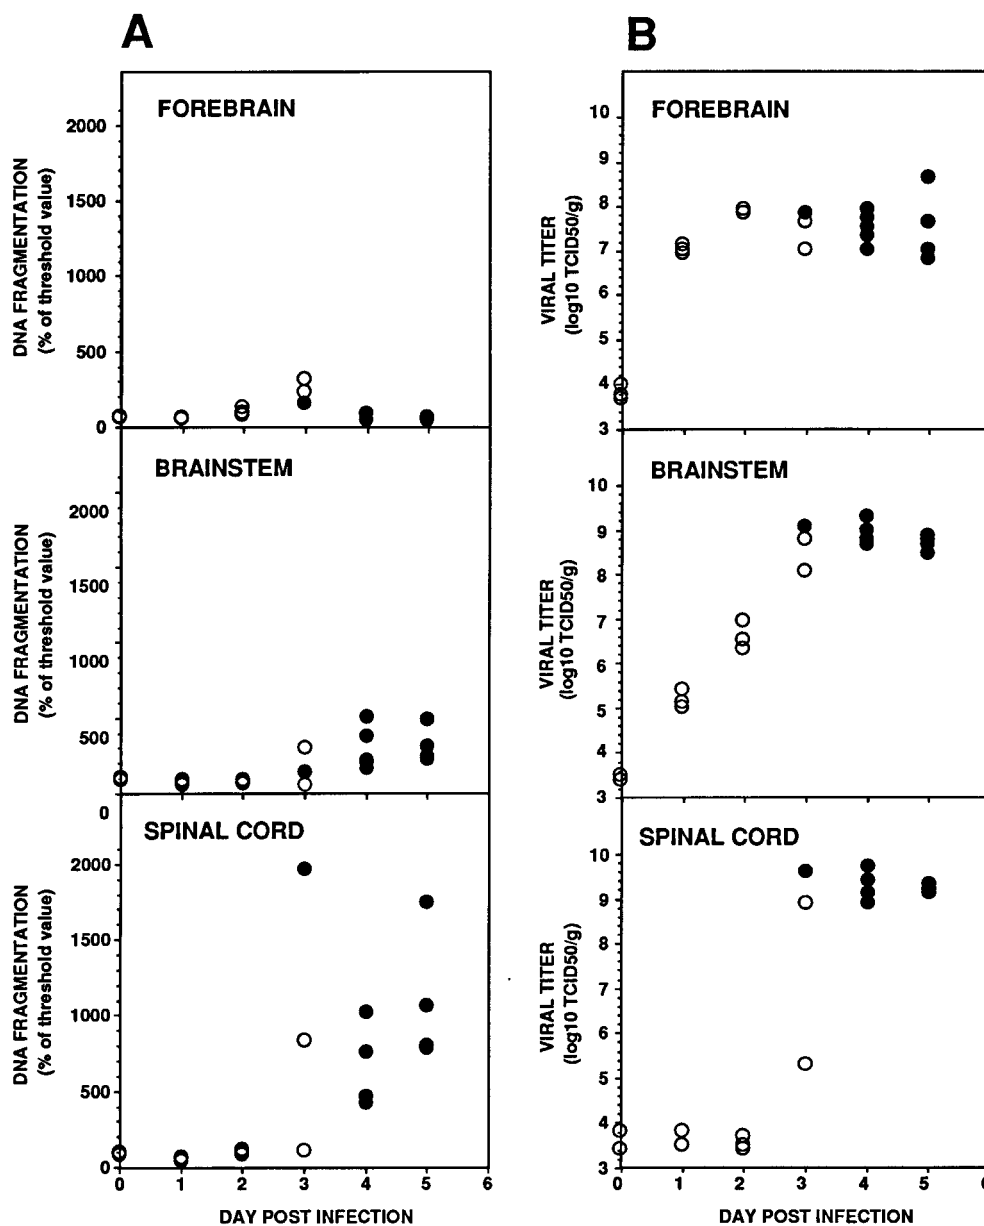 A
B
FOREBRAIN
2000
1500
1000
500
0
DNA FRAGMENTATION
(% of threshold value)
FOREBRAIN
10
9
8
7
6
5
4
3
VIRAL TITER
(log10 TCID50/g)
BRAINSTEM
2000
1500
1000
500
0
DNA FRAGMENTATION
(% of threshold value)
BRAINSTEM
10
9
8
7
6
5
4
3
VIRAL TITER
(log10 TCID50/g)
SPINAL CORD
2000
1500
1000
500
0
DNA FRAGMENTATION
(% of threshold value)
0 1 2 3 4 5 6
DAY POST INFECTION
SPINAL CORD
10
9
8
7
6
5
4
3
VIRAL TITER
(log10 TCID50/g)
0 1 2 3 4 5 6
DAY POST INFECTION